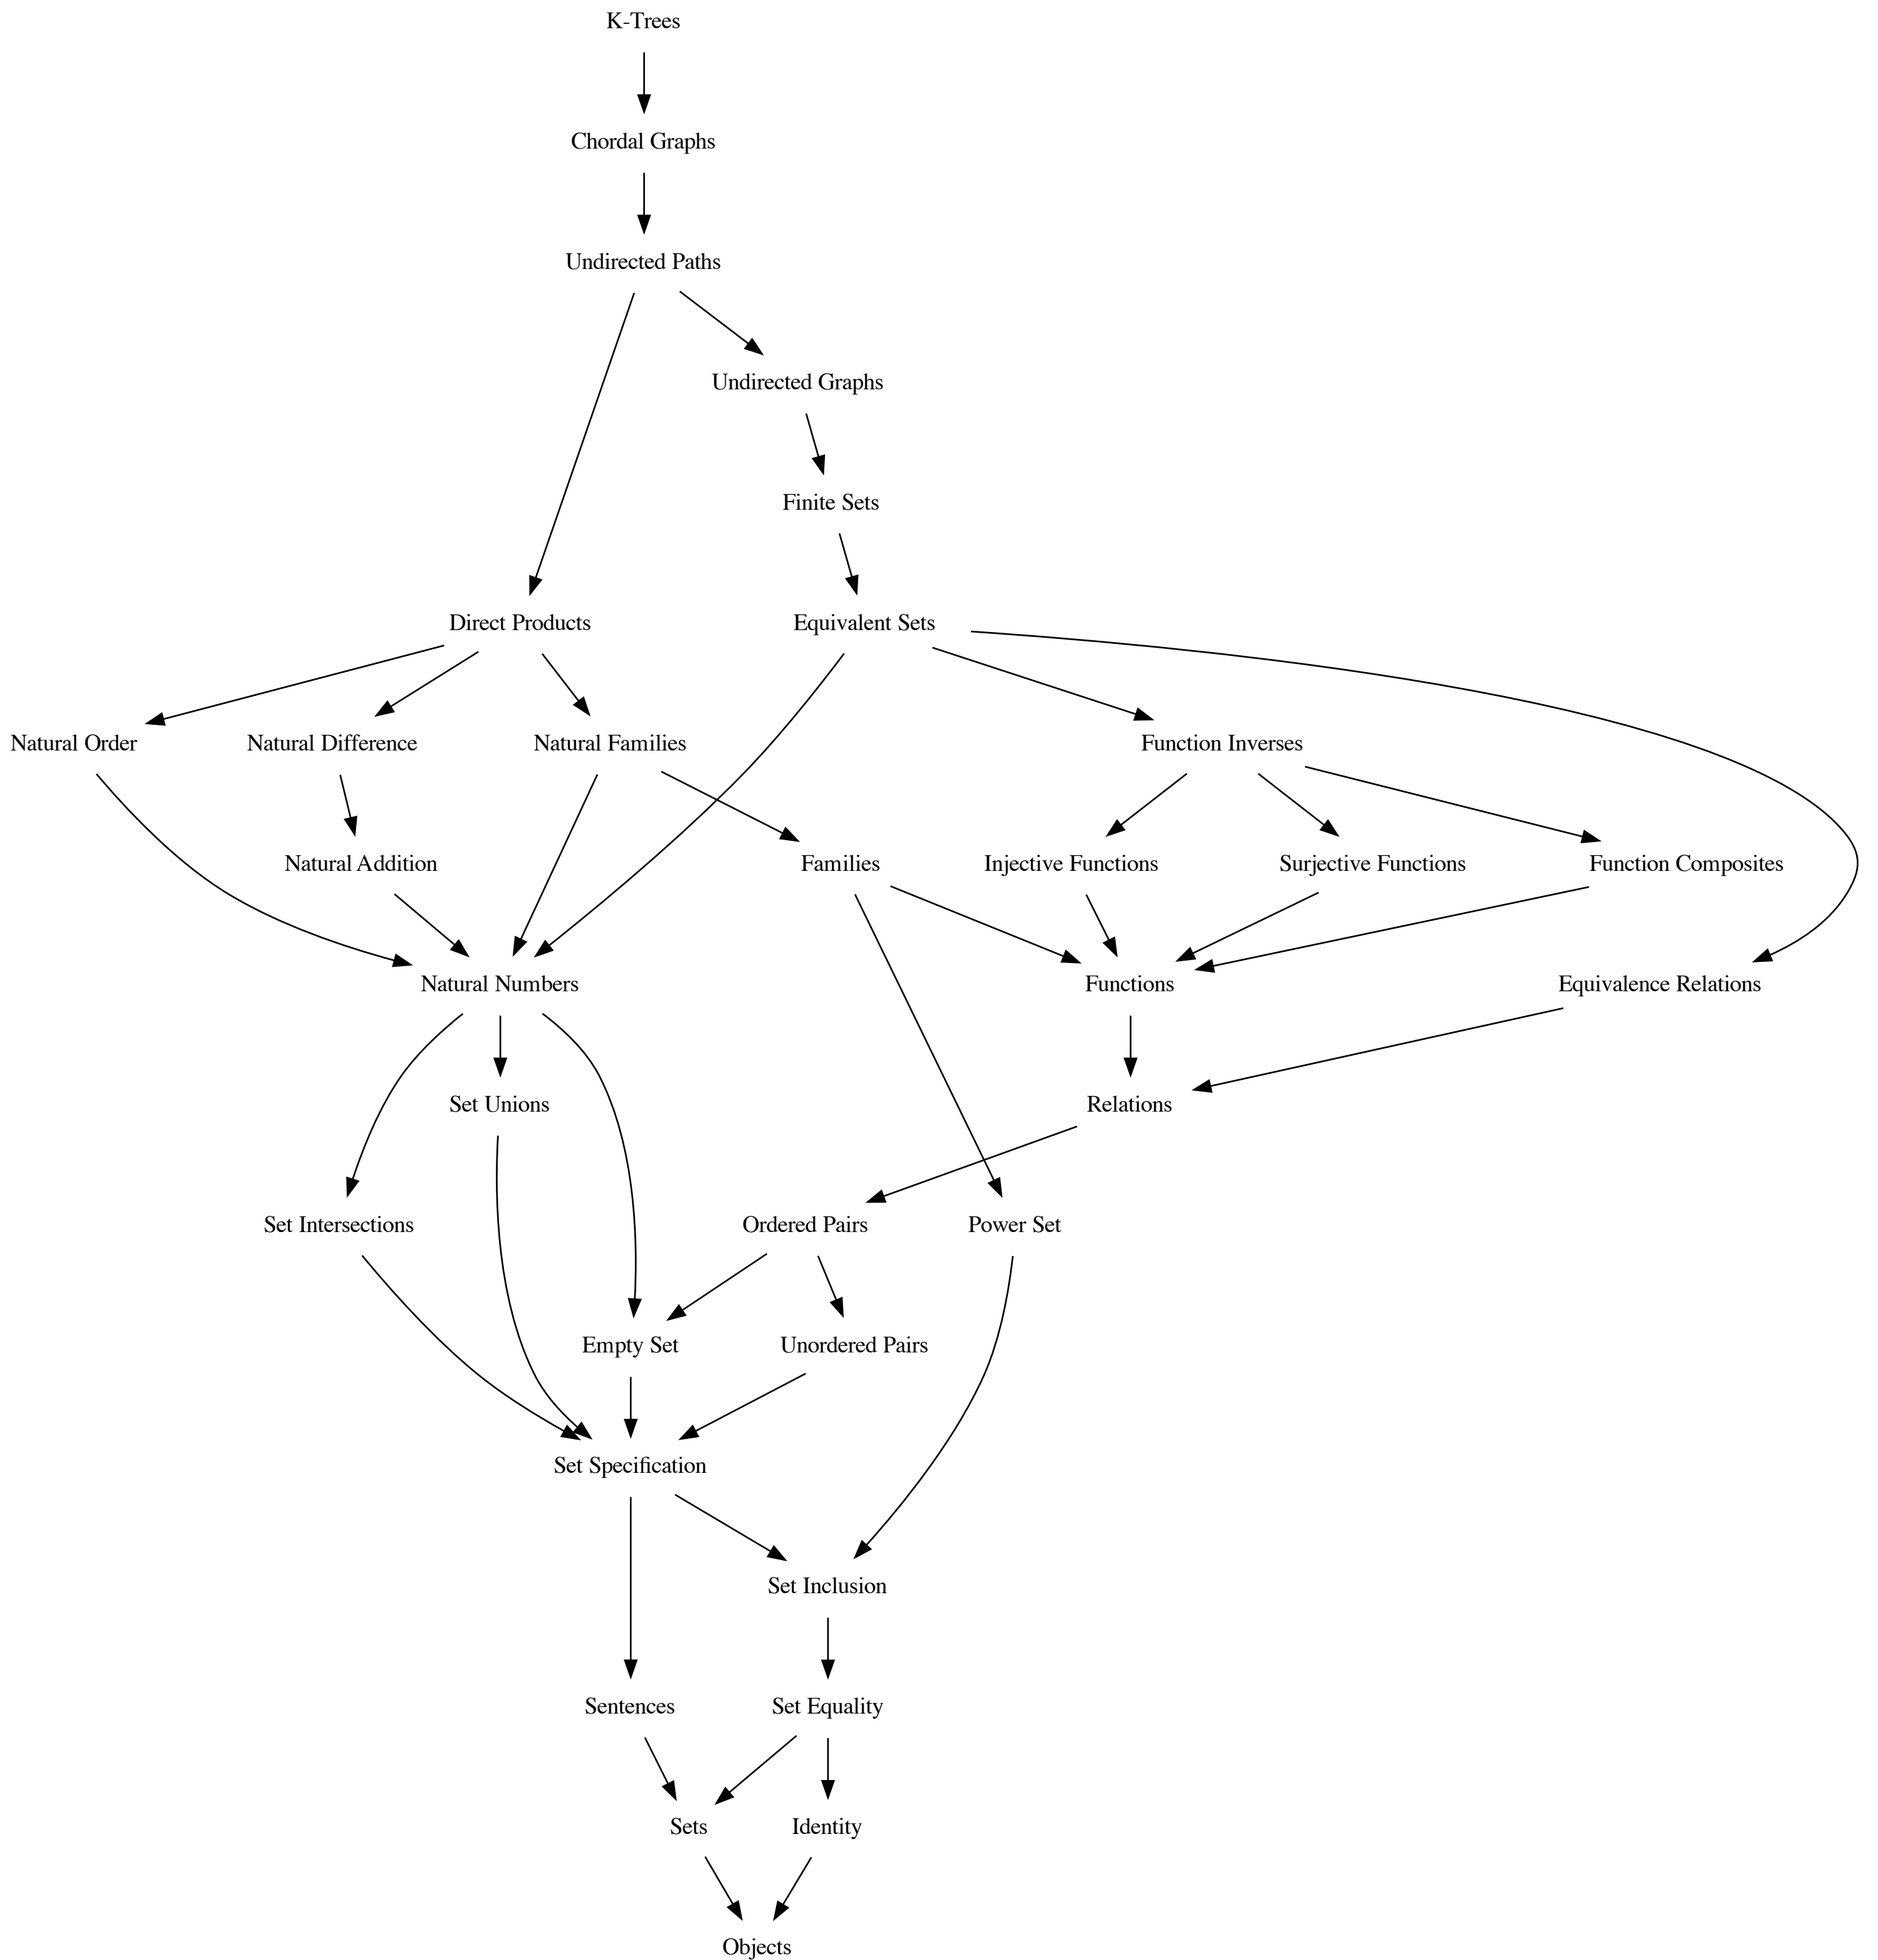 K-Trees
Chordal Graphs
Undirected Paths
Undirected Graphs
Finite Sets
Direct Products
Equivalent Sets
Natural Order
Natural Difference
Natural Families
Function Inverses
Natural Addition
Families
Injective Functions
Surjective Functions
Function Composites
Natural Numbers
Functions
Equivalence Relations
Set Unions
Relations
Set Intersections
Ordered Pairs
Power Set
Empty Set
Unordered Pairs
Set Specification
Set Inclusion
Sentences
Set Equality
Sets
Identity
Objects